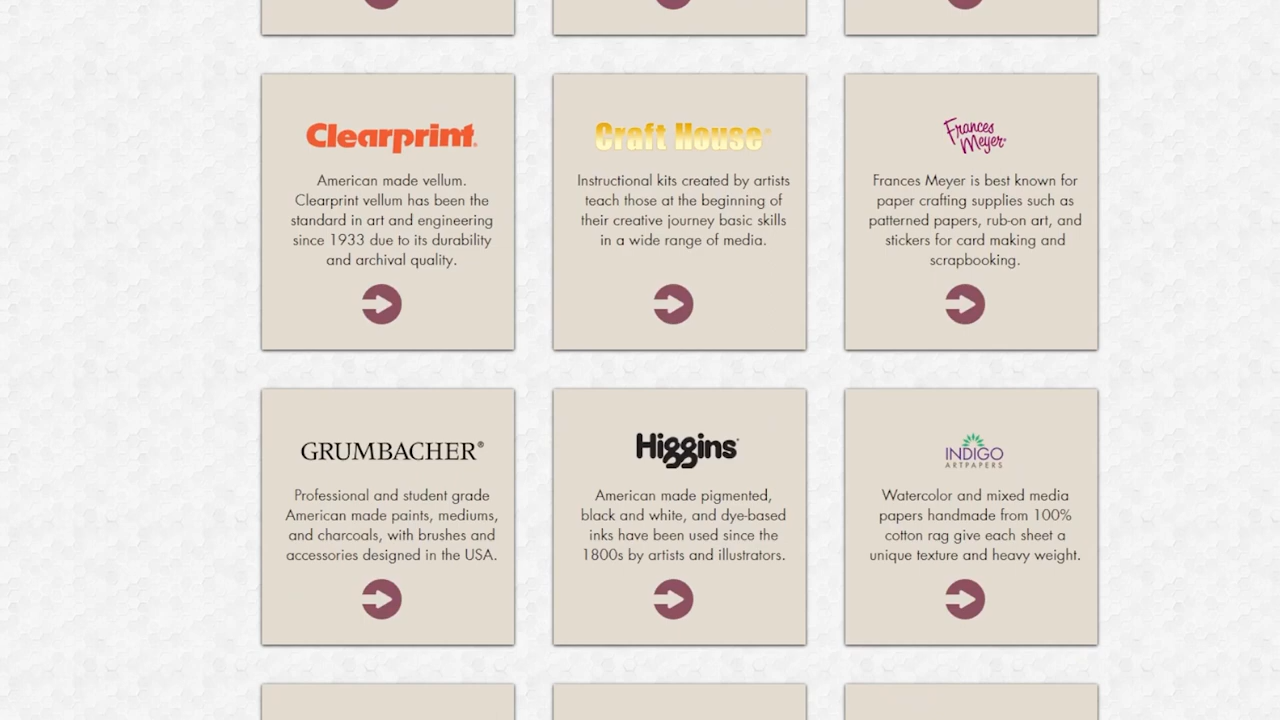 Clearprint®
American made vellum.
Clearprint vellum has been the
standard in art and engineering
since 1933 due to its durability
and archival quality.
Craft House®
Instructional kits created by artists
teach those at the beginning of
their creative journey basic skills
in a wide range of media.
Frances
Meyer®
Frances Meyer is best known for
paper crafting supplies such as
patterned papers, rub-on art, and
stickers for card making and
scrapbooking.
GRUMBACHER®
Professional and student grade
American made paints, mediums,
and charcoals, with brushes and
accessories designed in the USA.
Higgins®
American made pigmented,
black and white, and dye-based
inks have been used since the
1800s by artists and illustrators.
INDIGO
ARTPAPERS
Watercolor and mixed media
papers handmade from 100%
cotton rag give each sheet a
unique texture and heavy weight.